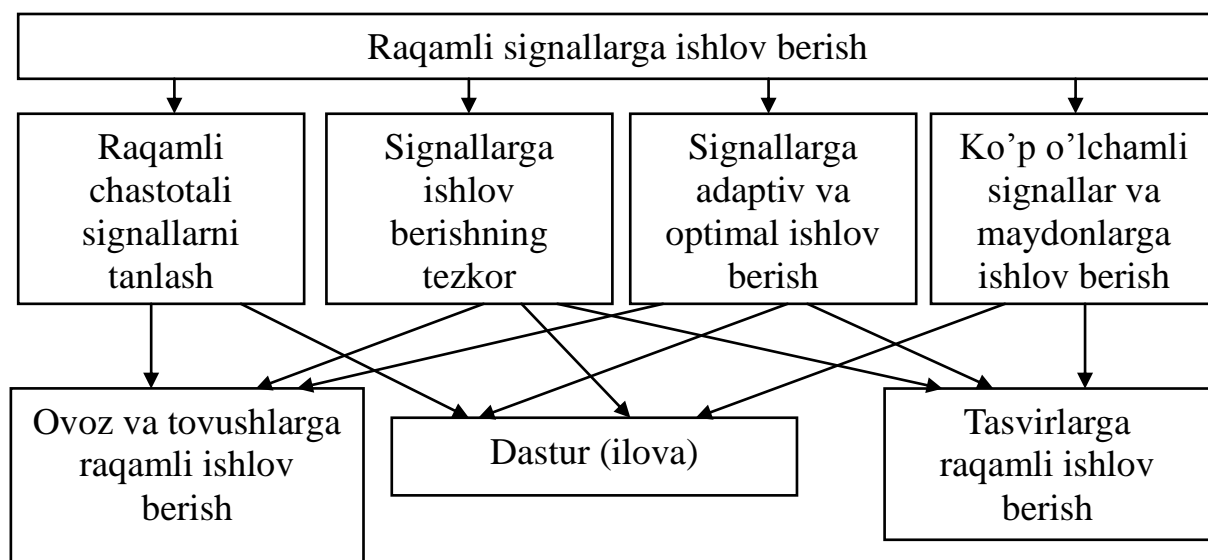 Raqamli signallarga ishlov berish
Raqamli
chastotali
signallarni
tanlash
Signallarga
ishlov
berishning
tezkor
Signallarga
adaptiv va
optimal ishlov
berish
Ko’p o’lchamli
signallar va
maydonlarga
ishlov berish
Ovoz va tovushlarga
raqamli ishlov
berish
Dastur (ilova)
Tasvirlarga
raqamli ishlov
berish